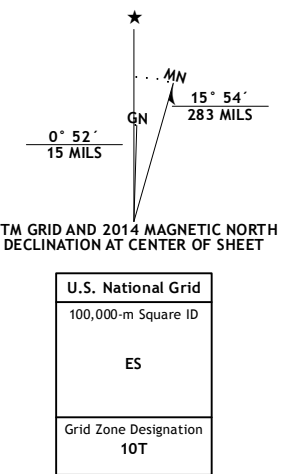 MN
GN
15° 54´
283 MILS
0° 52´
15 MILS
TM GRID AND 2014 MAGNETIC NORTH
DECLINATION AT CENTER OF SHEET
U.S. National Grid
100,000-m Square ID
ES
Grid Zone Designation
10T